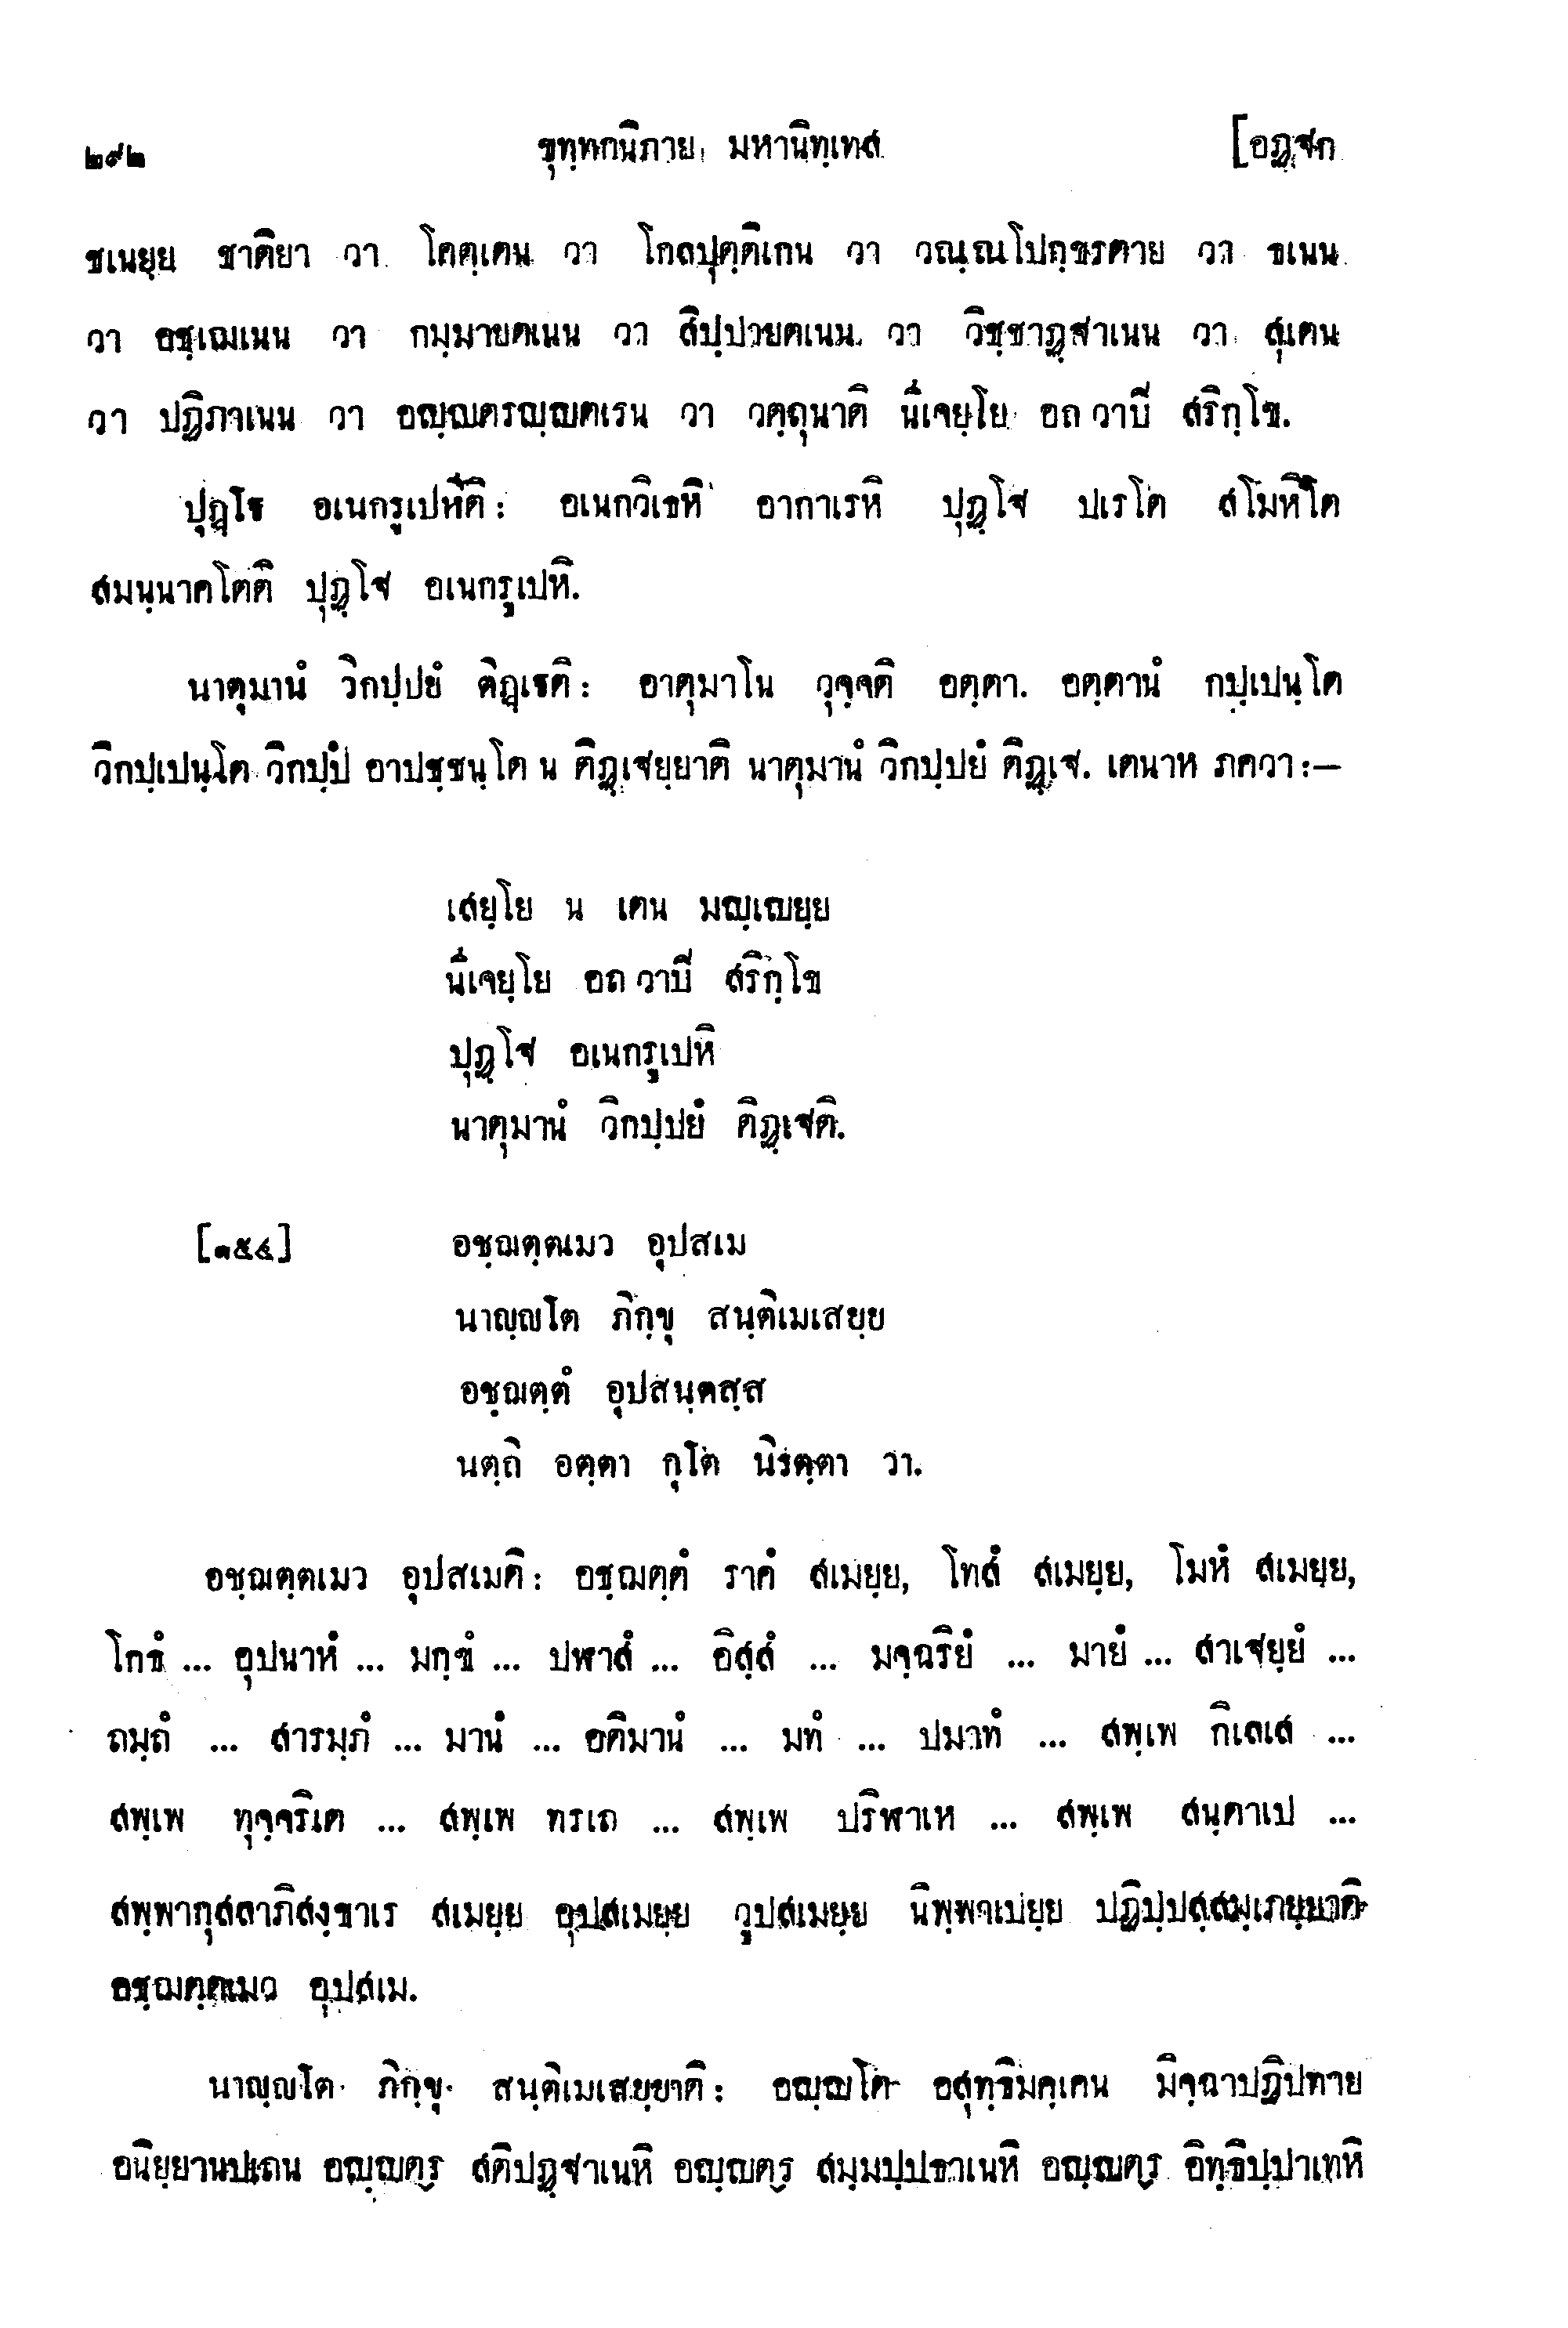 ๒๙๒ ขุทฺทกนิกาย มหานิทฺเทส [อฏฺฐก
ชเนยฺย ชาติยา วา โคตฺเตน วา โกลปุตฺติเกน วา วณฺณโปกฺขรตาย วา ธเนน
วา อชฺเฌเนน วา กมฺมายตเนน วา สิปฺปายตเนน วา วิชฺชาฏฺฐาเนน วา สุเตน
วา ปฏิภาเนน วา อญฺญตรญฺญตเรน วา วตฺถุนาติ นีเจยฺโย อถ วาปิ สริกฺโข.
ปุฏฺโฐ อเนกรูเปหีติ: อเนกวิเธหิ อากาเรหิ ปุฏฺโฐ ปเรโต สโมหิโต
สมนฺนาคโตติ ปุฏฺโฐ อเนกรูเปหิ.
นาตุมานํ วิกปฺปยํ ติฏฺเฐติ: อาตุมาโน วุจฺจติ อตฺตา. อตฺตานํ กปฺเปนฺโต
วิกปฺเปนฺโต วิกปฺปํ อาปชฺชนฺโต น ติฏฺเฐยฺยาติ นาตุมานํ วิกปฺปยํ ติฏฺเฐ. เตนาห ภควา :—
เสยฺโย น เตน มญฺเญยฺย
นีเจยฺโย อถ วาปิ สริกฺโข
ปุฏฺโฐ อเนกรูเปหิ
นาตุมานํ วิกปฺปยํ ติฏฺเฐติ.
[๑๕๔] อชฺฌตฺตเมว อุปสเม
นาญฺญโต ภิกฺขุ สนฺติเมเสยฺย
อชฺฌตฺตํ อุปสนฺตสฺส
นตฺถิ อตฺตา กุโต นิรตฺตา วา.
อชฺฌตฺตเมว อุปสเมติ: อชฺฌตฺตํ ราคํ สเมยฺย, โทสํ สเมยฺย, โมหํ สเมยฺย,
โกธํ ... อุปนาหํ ... มกฺขํ ... ปฬาสํ ... อิสฺสํ ... มจฺฉริยํ ... มายํ ... สาเฐยฺยํ ...
ถมฺภํ ... สารมฺภํ ... มานํ ... อติมานํ ... มทํ ... ปมาทํ ... สพฺเพ กิเลเส ...
สพฺเพ ทุจฺจริเต ... สพฺเพ ทรเถ ... สพฺเพ ปริฬาเห ... สพฺเพ สนฺตาเป ...
สพฺพากุสลาภิสงฺขาเร สเมยฺย อุปสเมยฺย วูปสเมยฺย นิพฺพาเปยฺย ปฏิปฺปสฺสมฺเภยฺยาติ
อชฺฌตฺตเมว อุปสเม.
นาญฺญโต ภิกฺขุ สนฺติเมเสยฺยาติ: อญฺญโต อสุทฺธิมคฺเคน มิจฺฉาปฏิปทาย
อนิยฺยานปเถน อญฺญตฺร สติปฏฺฐาเนหิ อญฺญตฺร สมฺมปฺปธาเนหิ อญฺญตฺร อิทฺธิปฺปาเทหิ